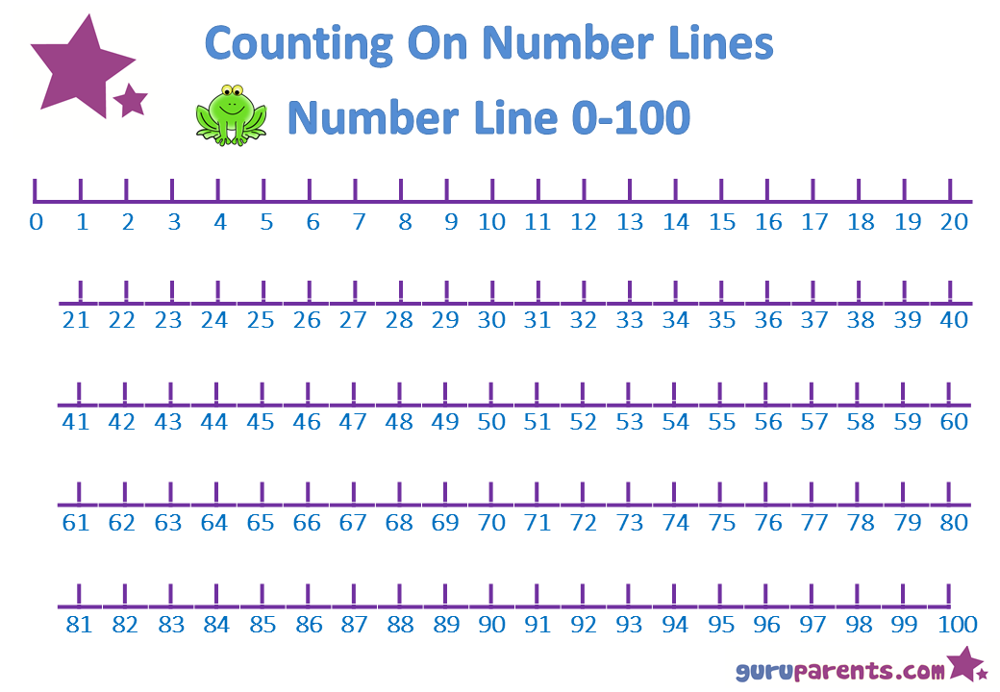 Counting On Number Lines
Number Line 0-100
0 1 2 3 4 5 6 7 8 9 10 11 12 13 14 15 16 17 18 19 20
21 22 23 24 25 26 27 28 29 30 31 32 33 34 35 36 37 38 39 40
41 42 43 44 45 46 47 48 49 50 51 52 53 54 55 56 57 58 59 60
61 62 63 64 65 66 67 68 69 70 71 72 73 74 75 76 77 78 79 80
81 82 83 84 85 86 87 88 89 90 91 92 93 94 95 96 97 98 99 100
guruparents.com